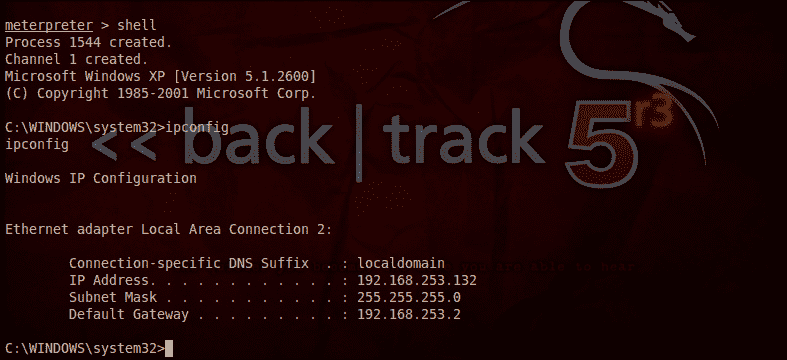 meterpreter > shell
Process 1544 created.
Channel 1 created.
Microsoft Windows XP [Version 5.1.2600]
(C) Copyright 1985-2001 Microsoft Corp.
C:\WINDOWS\system32>ipconfig
ipconfig
<< back | track 5 r3
Windows IP Configuration
Ethernet adapter Local Area Connection 2:
Connection-specific DNS Suffix . : localdomain
IP Address. . . . . . . . . . . . : 192.168.253.132
Subnet Mask . . . . . . . . . . . : 255.255.255.0
Default Gateway . . . . . . . . . : 192.168.253.2
C:\WINDOWS\system32>